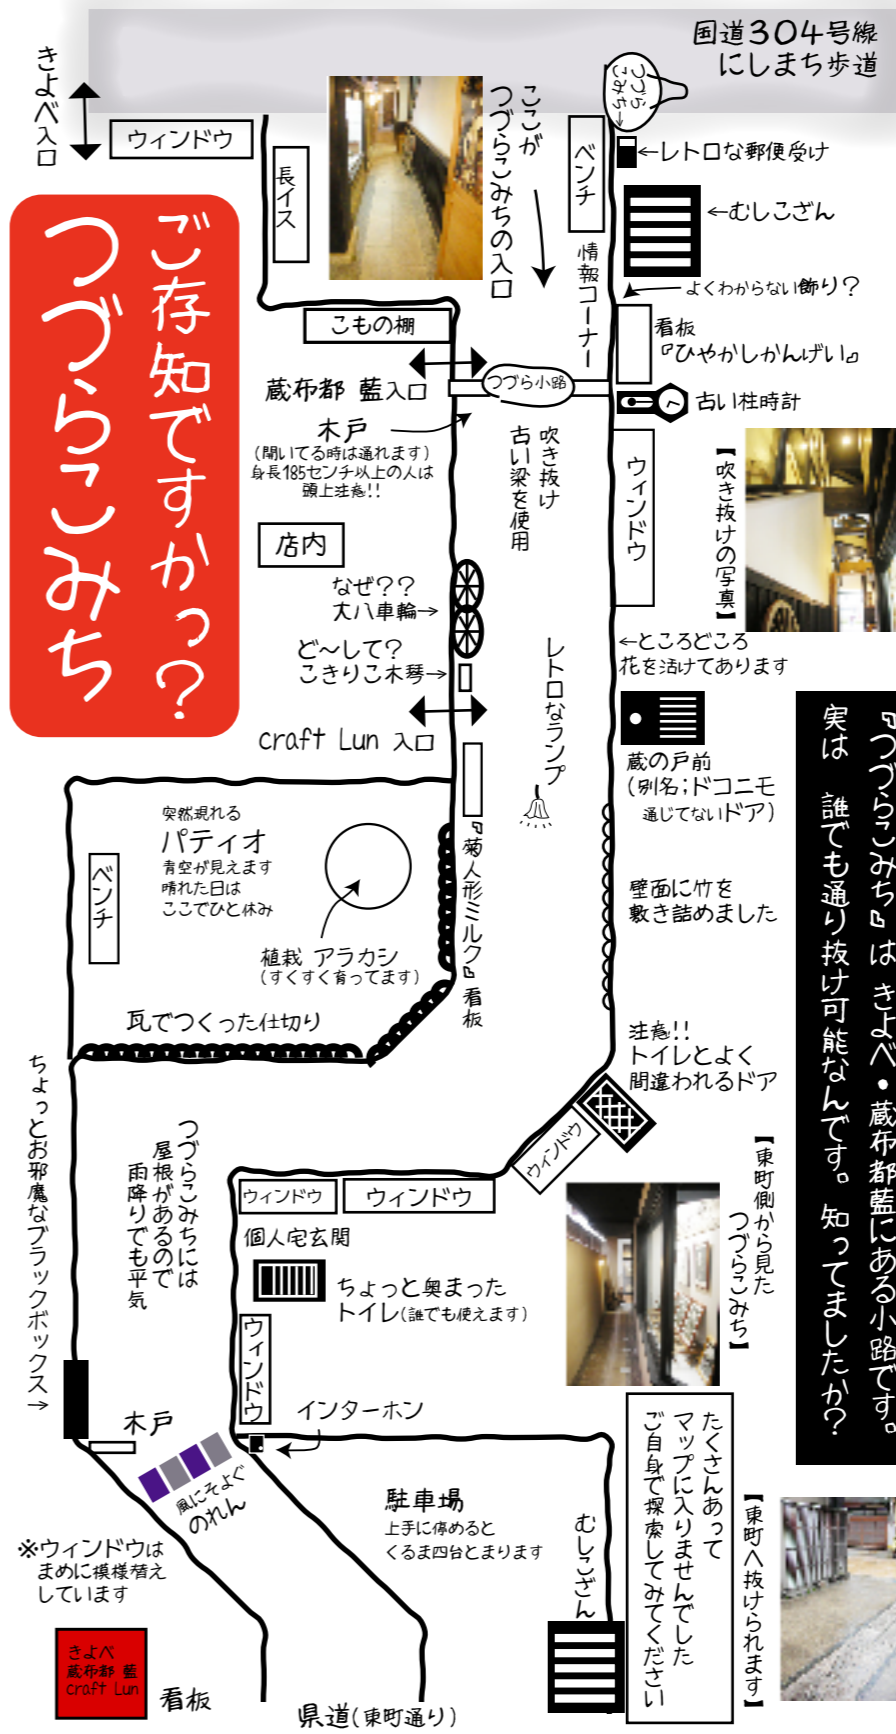 国道304号線
にしまち歩道
きよべ入口
ウィンドウ
長イス
ここが
つづらこみちの入口
つづら
こみち→
ベンチ
←レトロな郵便受け
←むしこざん
よくわからない飾り?
情報コーナー
看板
『ひやかしかんげい』
古い柱時計
ご存知ですかっ?
つづらこみち
こもの棚
蔵布都 藍入口
つづら小路
木戸
(開いてる時は通れます)
身長185センチ以上の人は
頭上注意!!
吹き抜け
古い梁を使用
ウィンドウ
【吹き抜けの写真】
店内
なぜ??
大八車輪→
ど〜して?
こきりこ木琴→
craft Lun 入口
レトロなランプ
←ところどころ
花を活けてあります
蔵の戸前
(別名;ドコニモ
通じてないドア)
『つづらこみち』は きよべ・蔵布都藍にある小路です。
実は 誰でも通り抜け可能なんです。知ってましたか?
突然現れる
パティオ
青空が見えます
晴れた日は
ここでひと休み
ベンチ
植栽 アラカシ
(すくすく育ってます)
『菊人形ミルク』看板
瓦でつくった仕切り
壁面に竹を
敷き詰めました
注意!!
トイレとよく
間違われるドア
ウィンドウ
ちょっとお邪魔なブラックボックス→
つづらこみちには
屋根があるので
雨降りでも平気
ウィンドウ
ウィンドウ
個人宅玄関
ちょっと奥まった
トイレ(誰でも使えます)
ウィンドウ
【東町側から見た
つづらこみち】
木戸
インターホン
風にそよぐ
のれん
駐車場
上手に停めると
くるま四台とまります
むしこざん
たくさんあって
マップに入りませんでした
ご自身で探索してみてください
【東町へ抜けられます】
※ウィンドウは
まめに模様替え
しています
きよべ
蔵布都 藍
craft Lun
看板
県道(東町通り)